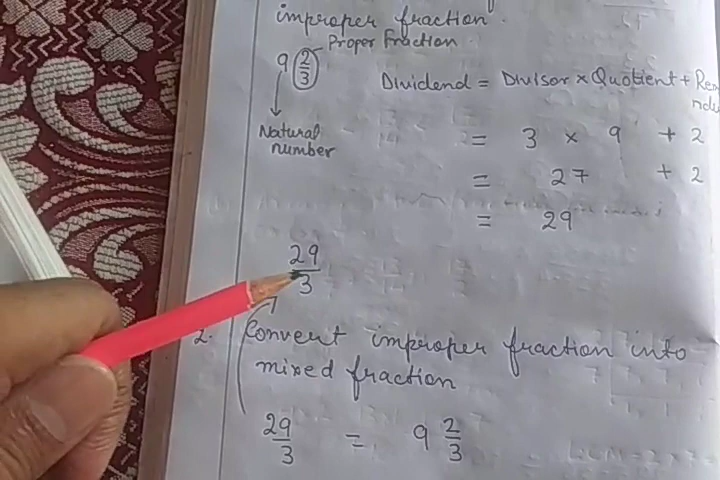 improper fraction
Proper Fraction
9 2/3
Dividend = Divisor × Quotient +
Natural number
= 3 × 9 + 2
= 27 + 2
= 29
29/3
2. Convert improper fraction into
mixed fraction
29/3 = 9 2/3